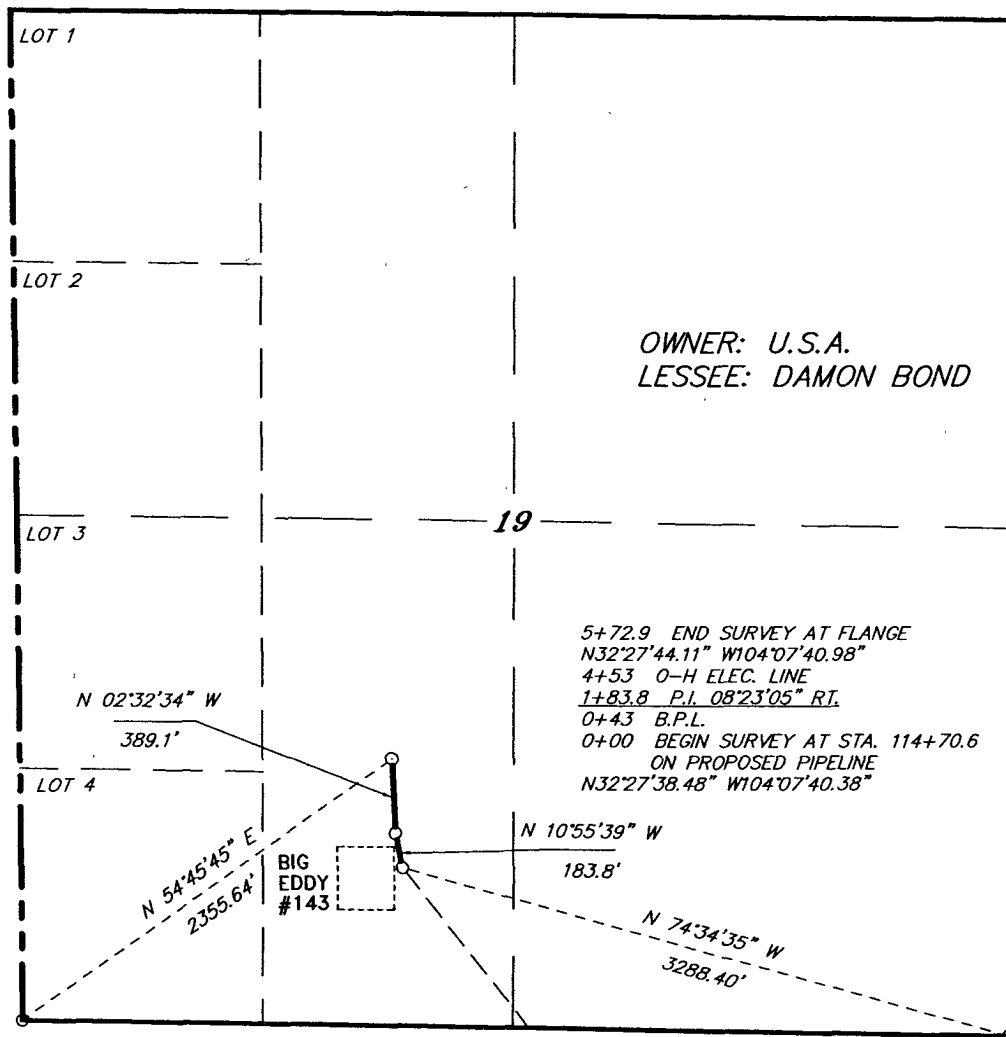 LOT 1
LOT 2
OWNER: U.S.A.
LESSEE: DAMON BOND
19
LOT 3
5+72.9 END SURVEY AT FLANGE
N32°27'44.11" W104°07'40.98"
4+53 O-H ELEC. LINE
1+83.8 P.I. 08°23'05" RT.
0+43 B.P.L.
0+00 BEGIN SURVEY AT STA. 114+70.6
ON PROPOSED PIPELINE
N32°27'38.48" W104°07'40.38"
N 02°32'34" W
389.1'
LOT 4
N 54°45'45" E
2355.64'
BIG
EDDY
#143
N 10°55'39" W
183.8'
N 74°34'35" W
3288.40'